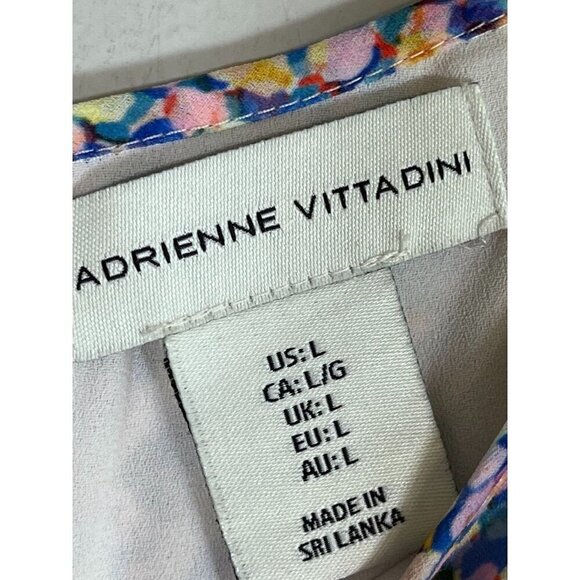 ADRIENNE VITTADINI
US: L
CA: L/G
UK: L
EU: L
AU: L
MADE IN
SRI LANKA